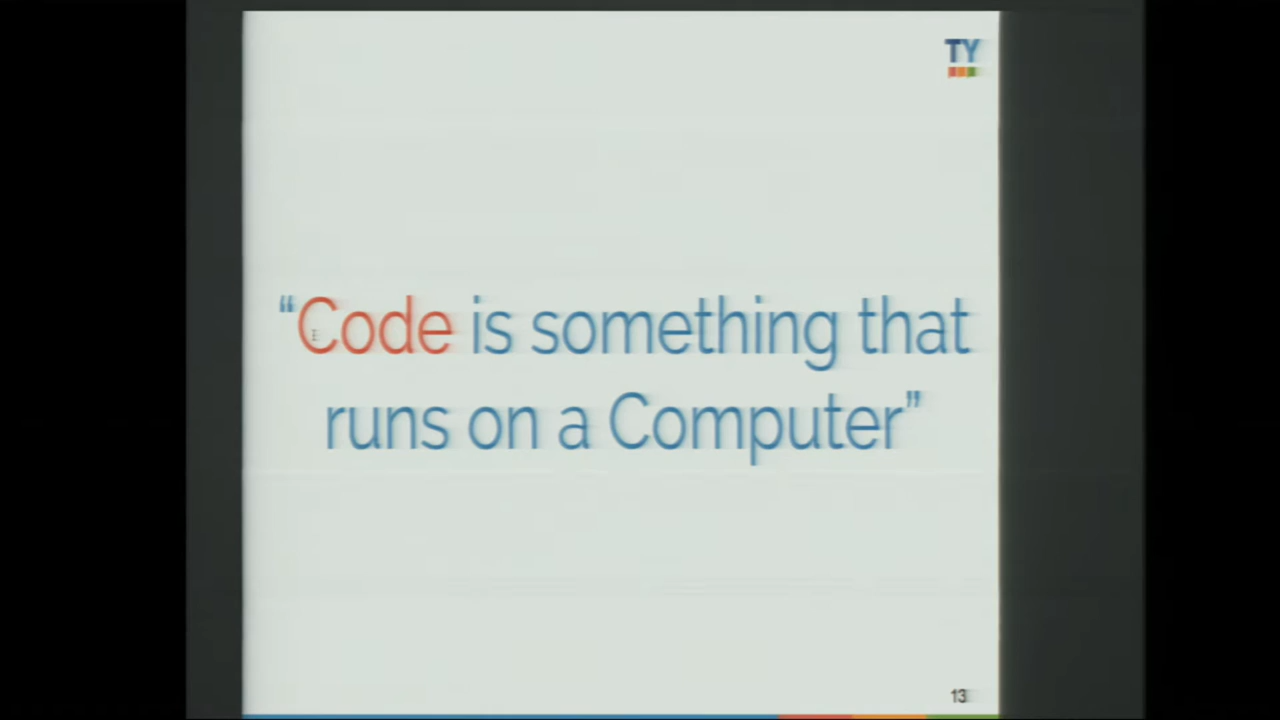 TY
“Code is something that
runs on a Computer”
13